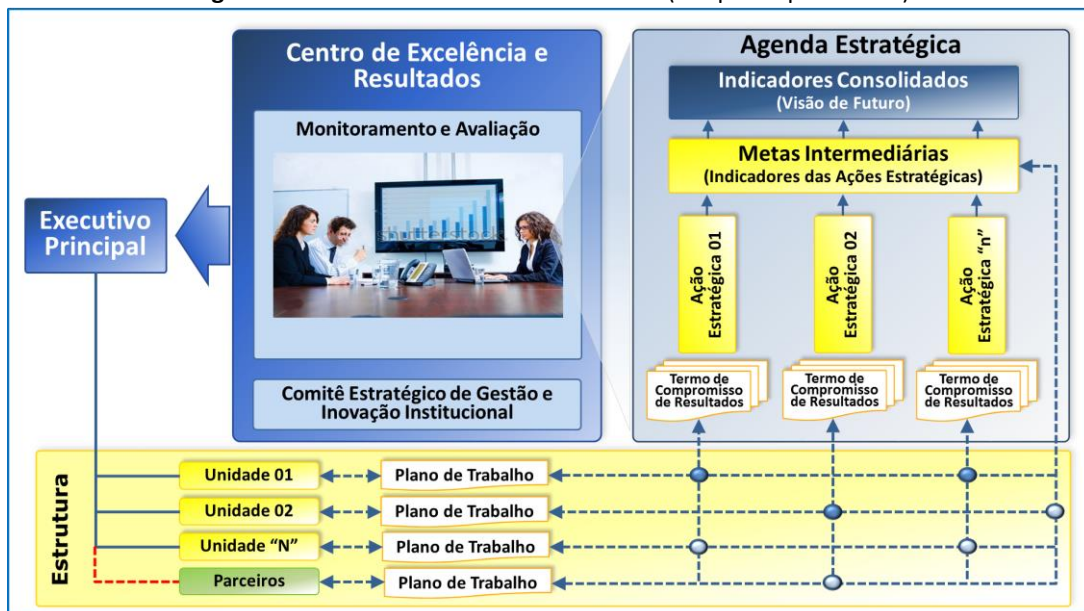 Centro de Excelência e
Resultados
Monitoramento e Avaliação
Comitê Estratégico de Gestão e
Inovação Institucional
Executivo
Principal
Agenda Estratégica
Indicadores Consolidados
(Visão de Futuro)
Metas Intermediárias
(Indicadores das Ações Estratégicas)
Ação
Estratégica 01
Ação
Estratégica 02
Ação
Estratégica "n"
Termo de
Compromisso
de Resultados
Termo de
Compromisso
de Resultados
Termo de
Compromisso
de Resultados
Estrutura
Unidade 01
Plano de Trabalho
Unidade 02
Plano de Trabalho
Unidade "N"
Plano de Trabalho
Parceiros
Plano de Trabalho